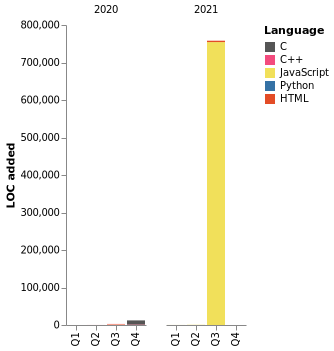 2020
2021
Language
C
C++
JavaScript
Python
HTML
LOC added
800,000
700,000
600,000
500,000
400,000
300,000
200,000
100,000
0
Q1
Q2
Q3
Q4
Q1
Q2
Q3
Q4